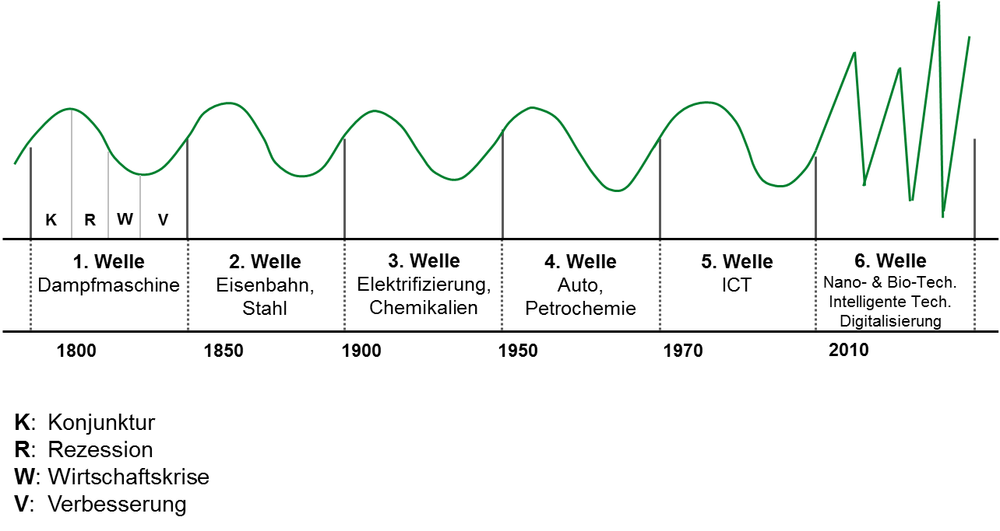 K R W V
1. Welle 2. Welle 3. Welle 4. Welle 5. Welle 6. Welle
Dampfmaschine Eisenbahn, Elektrifizierung, Auto, ICT Nano- & Bio-Tech.
Stahl Chemikalien Petrochemie Intelligente Tech.
Digitalisierung
1800 1850 1900 1950 1970 2010
K: Konjunktur
R: Rezession
W: Wirtschaftskrise
V: Verbesserung